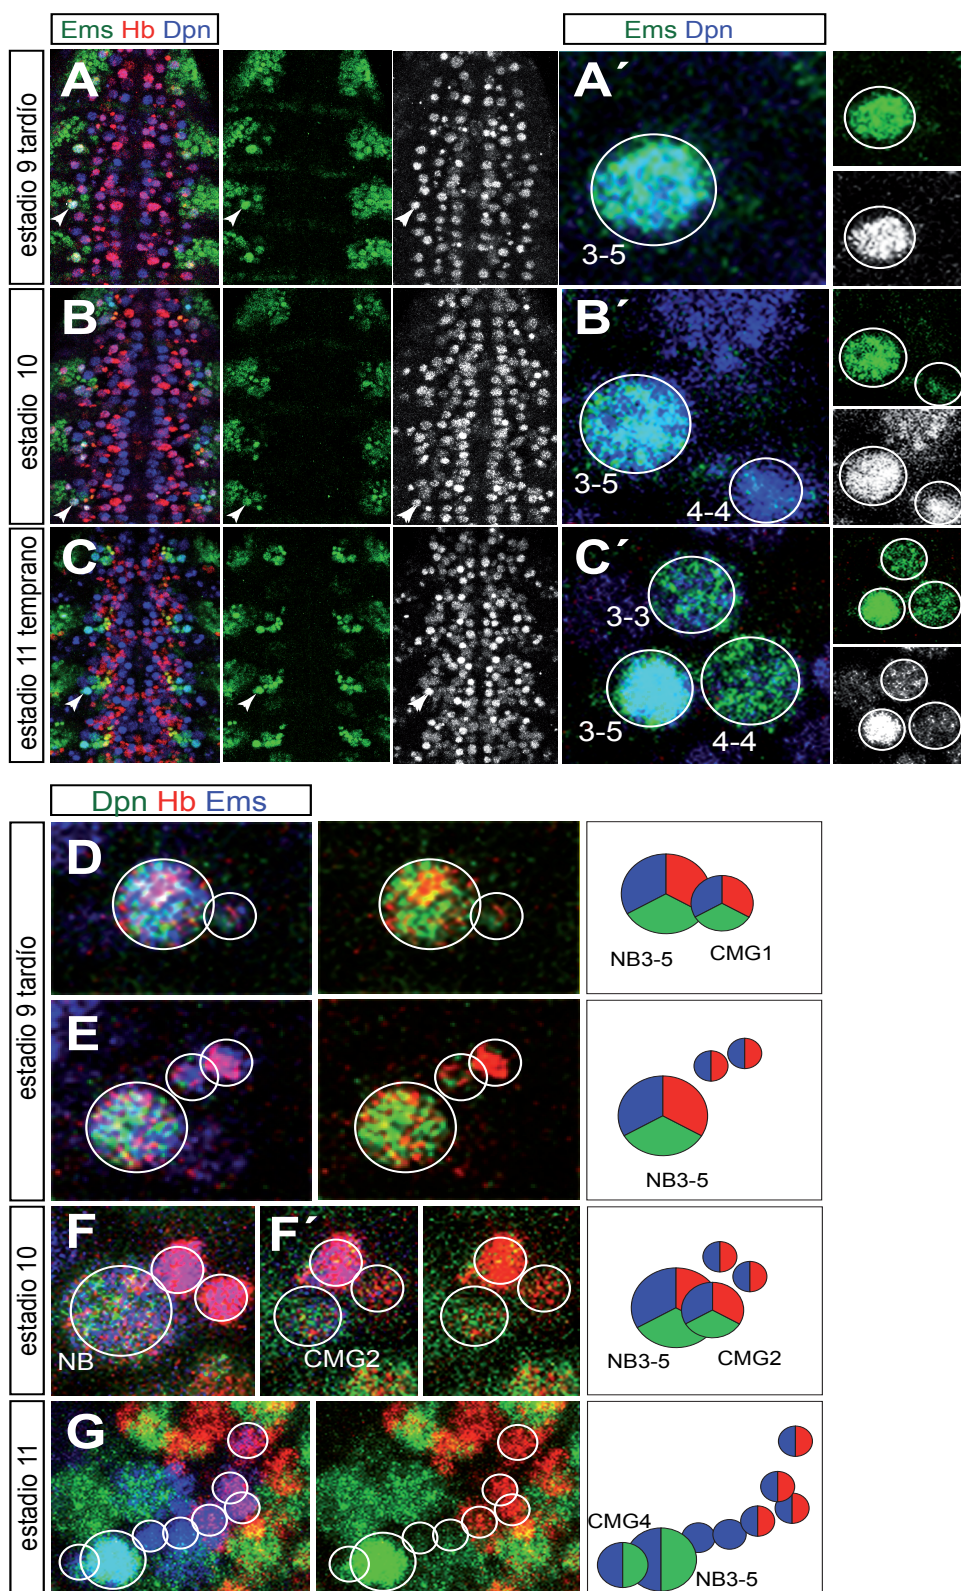 Ems Hb Dpn
Ems Dpn
estadio 9 tardío
A
A´
3-5
estadio 10
B
B´
3-5
4-4
estadio 11 temprano
C
C´
3-3
3-5
4-4
Dpn Hb Ems
estadio 9 tardío
D
NB3-5
CMG1
E
NB3-5
estadio 10
F
NB
F´
CMG2
NB3-5
CMG2
estadio 11
G
CMG4
NB3-5